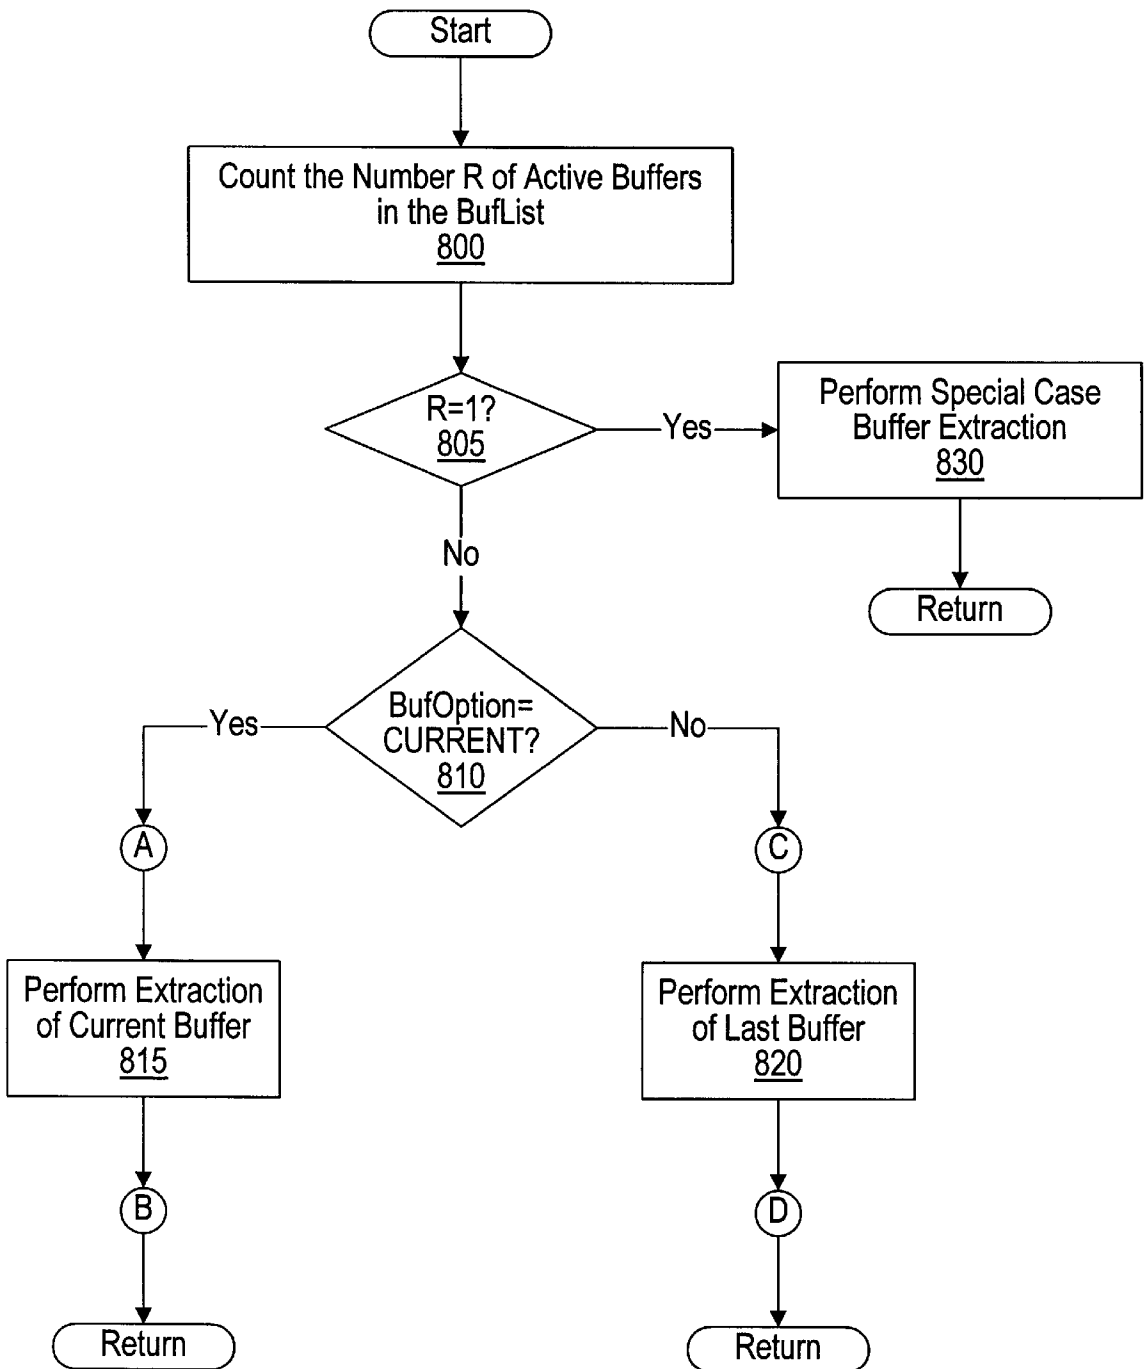 Start
Count the Number R of Active Buffers
in the BufList
800
R=1?
805
Yes
Perform Special Case
Buffer Extraction
830
No
Return
BufOption=
CURRENT?
810
Yes
No
A
C
Perform Extraction
of Current Buffer
815
Perform Extraction
of Last Buffer
820
B
D
Return
Return